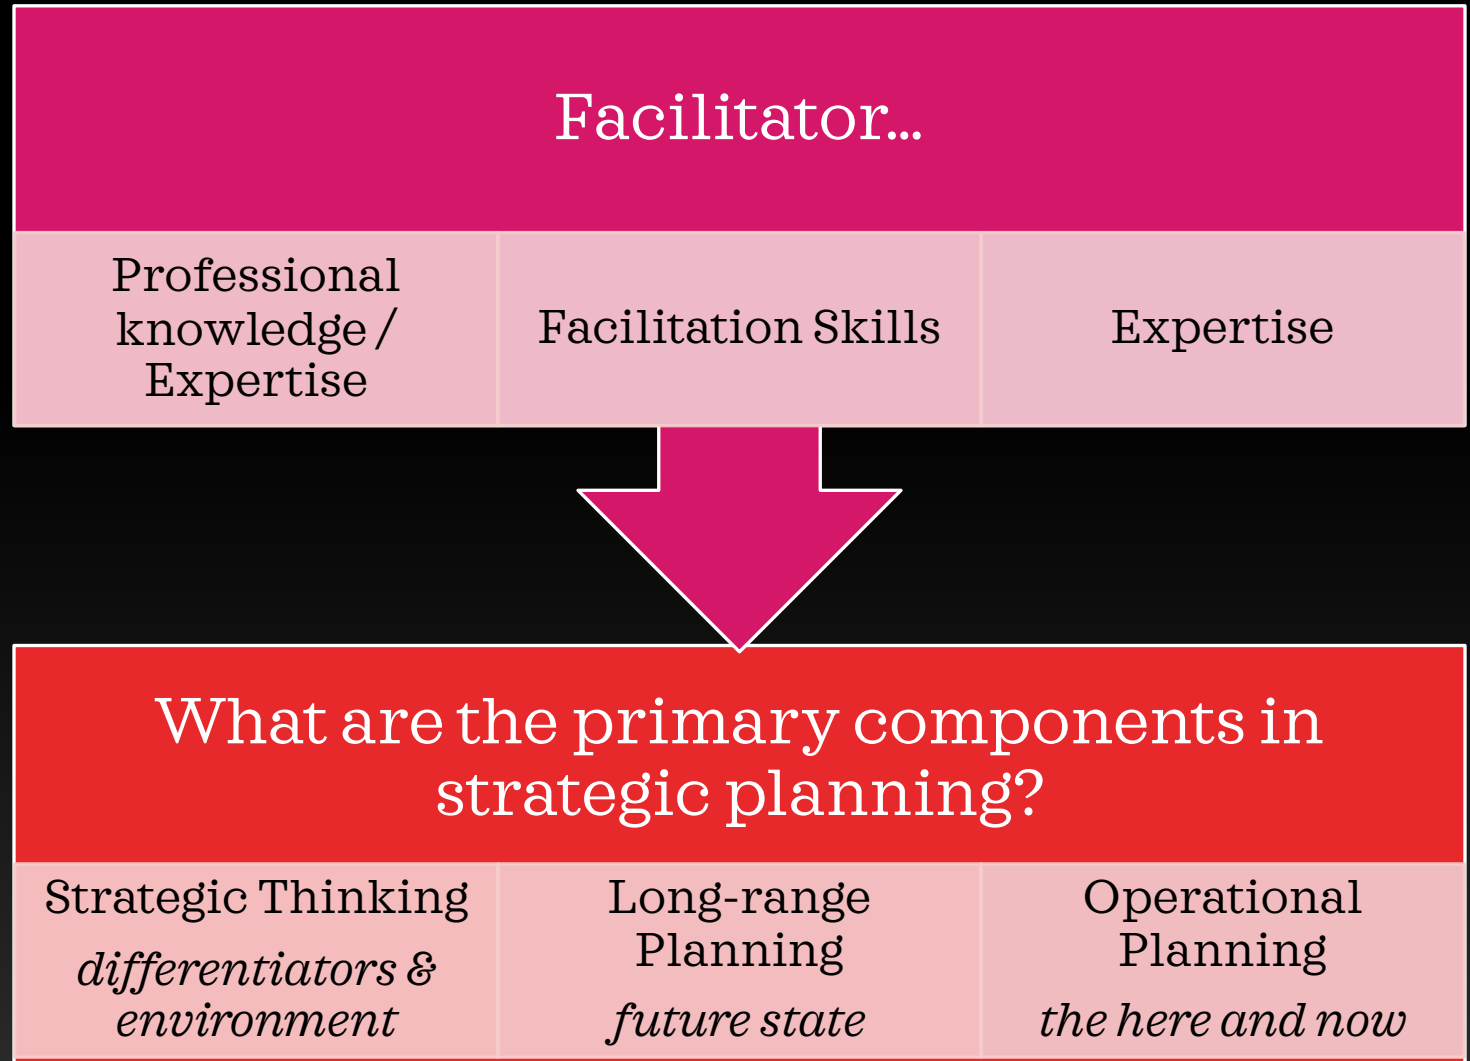 Facilitator…
Professional
knowledge /
Expertise
Facilitation Skills
Expertise
What are the primary components in
strategic planning?
Strategic Thinking
differentiators &
environment
Long-range
Planning
future state
Operational
Planning
the here and now